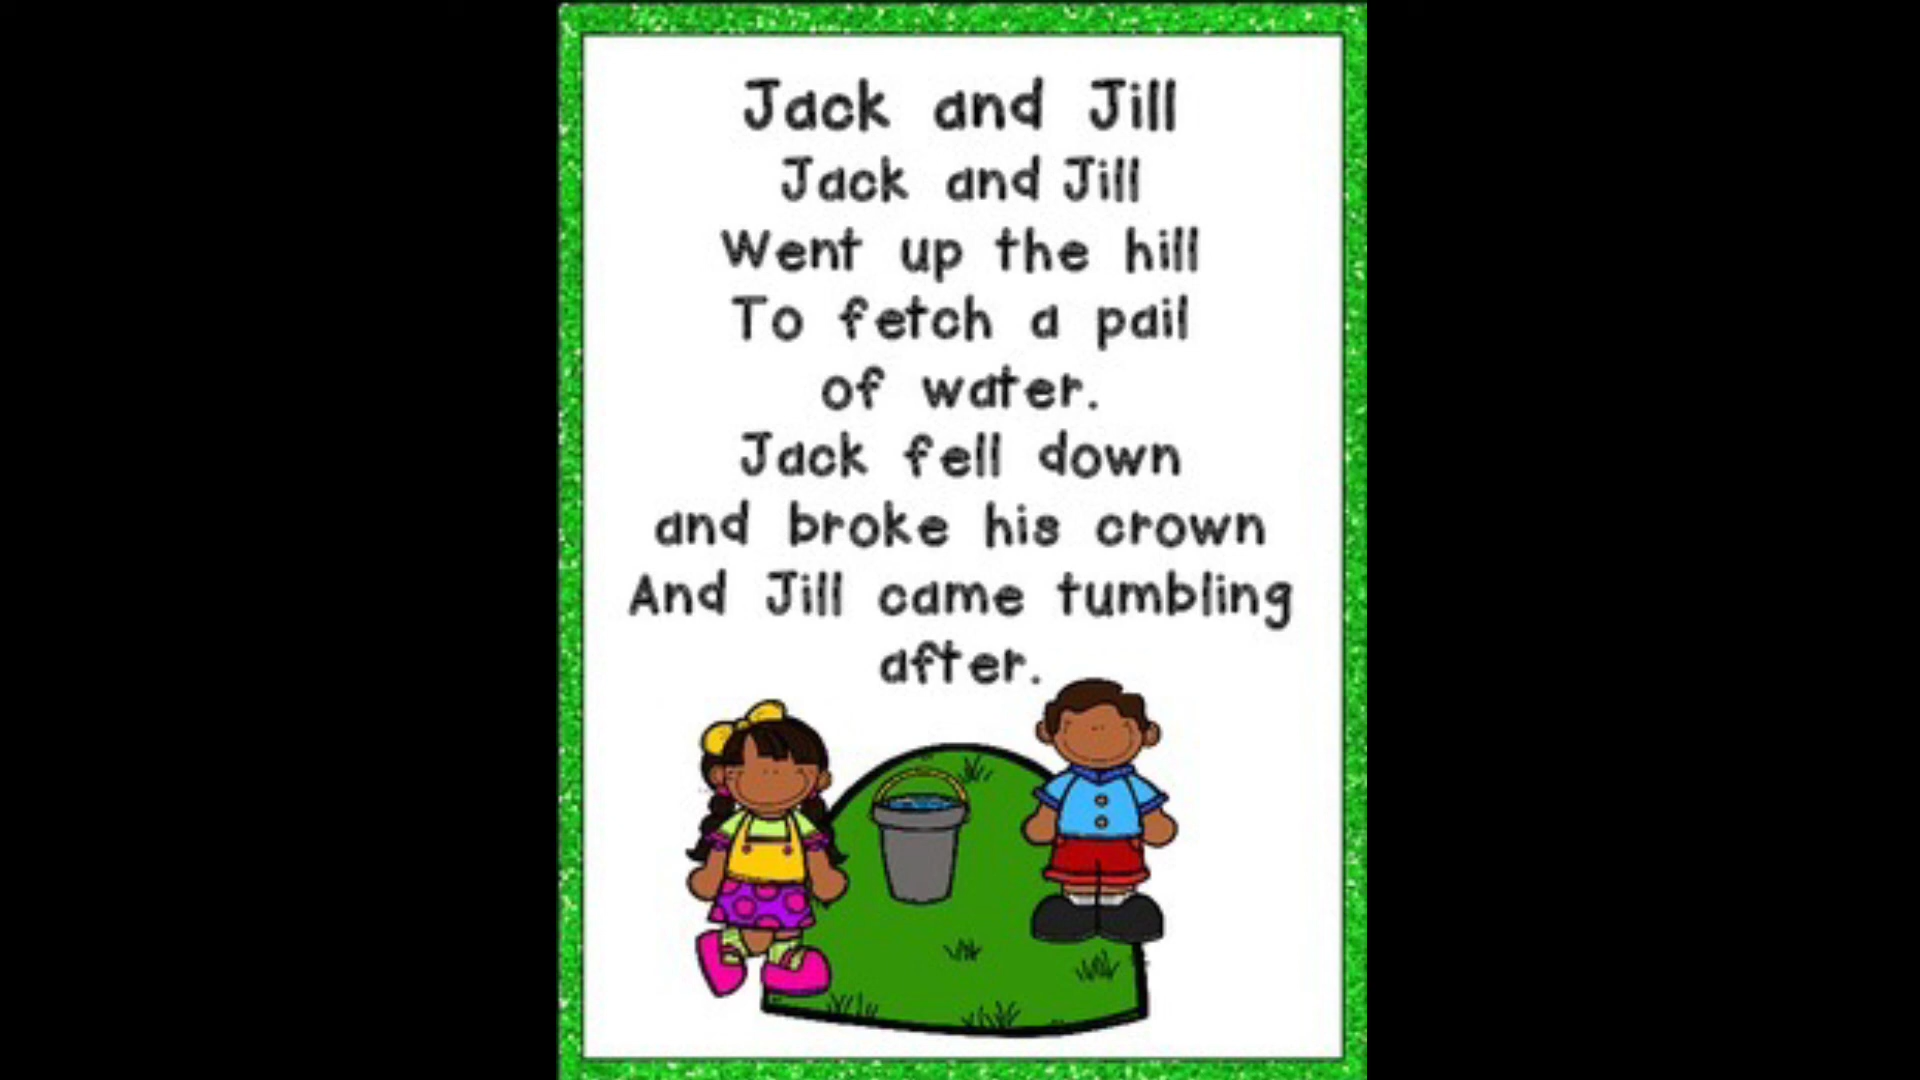 Jack and Jill
Jack and Jill
Went up the hill
To fetch a pail
of water.
Jack fell down
and broke his crown
And Jill came tumbling
after.